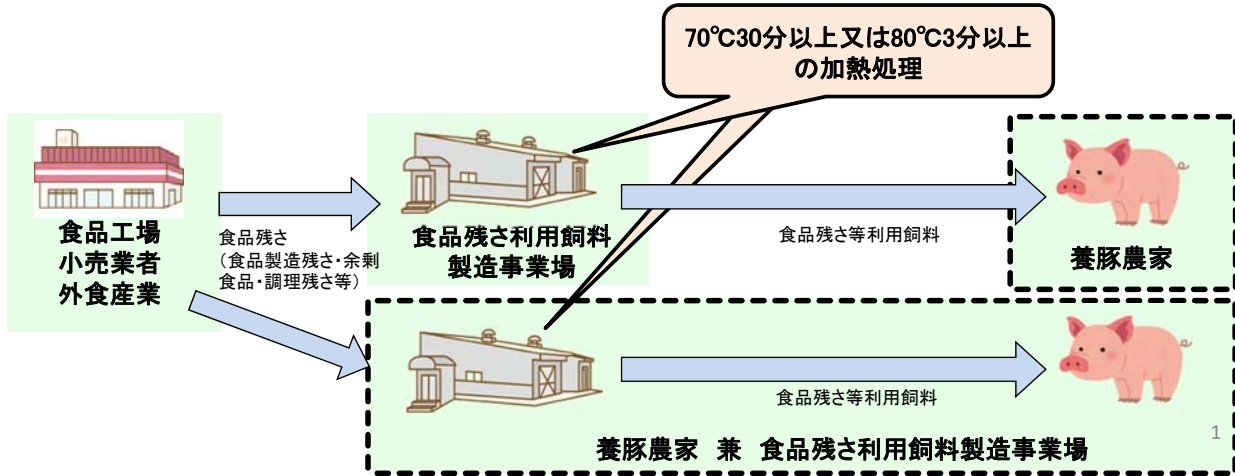 70℃30分以上又は80℃3分以上
の加熱処理
食品工場
小売業者
外食産業
食品残さ
(食品製造残さ・余剰
食品・調理残さ等)
食品残さ利用飼料
製造事業場
食品残さ等利用飼料
養豚農家
食品残さ等利用飼料
養豚農家 兼 食品残さ利用飼料製造事業場
1